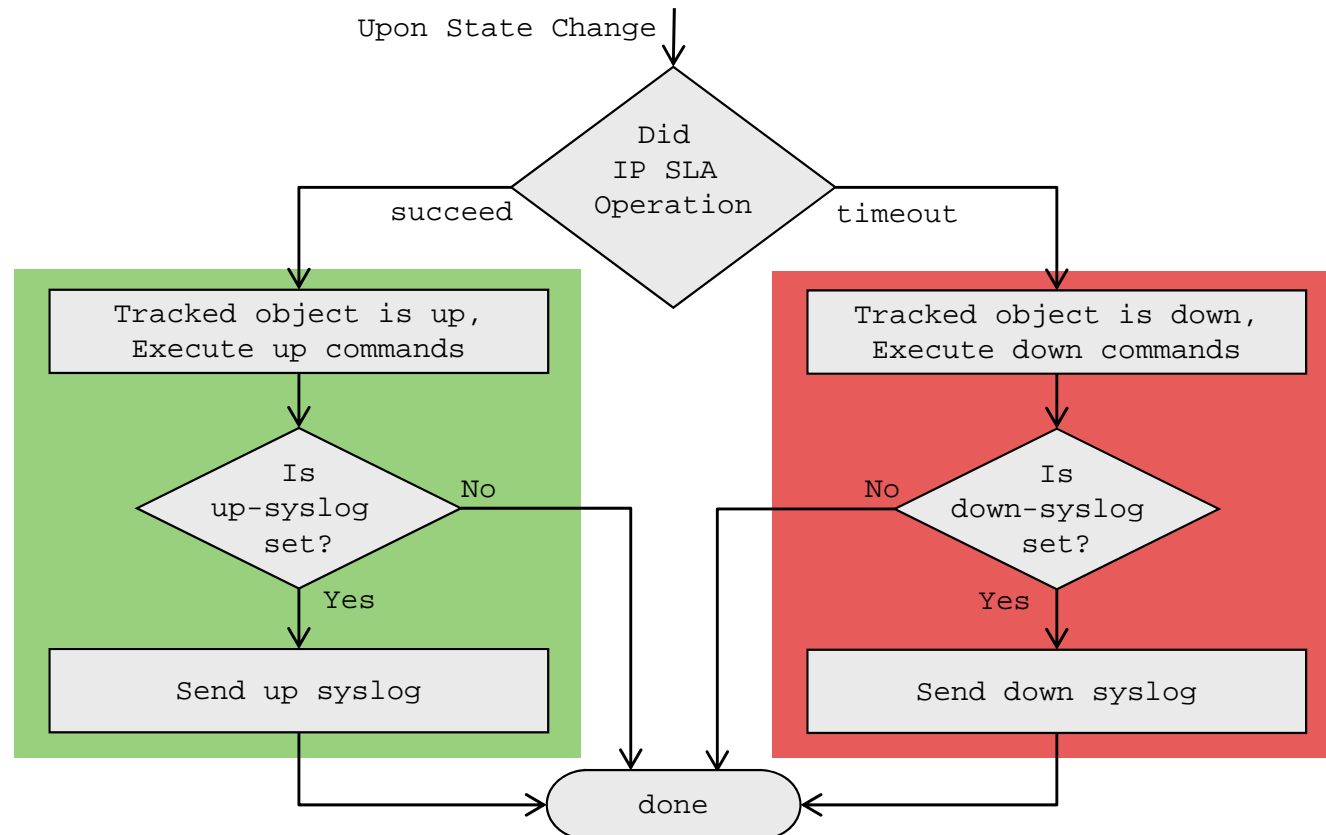 Upon State Change
Did
IP SLA
Operation
succeed
timeout
Tracked object is up,
Execute up commands
Tracked object is down,
Execute down commands
Is
up-syslog
set?
No
Yes
No
Is
down-syslog
set?
Yes
Send up syslog
Send down syslog
done